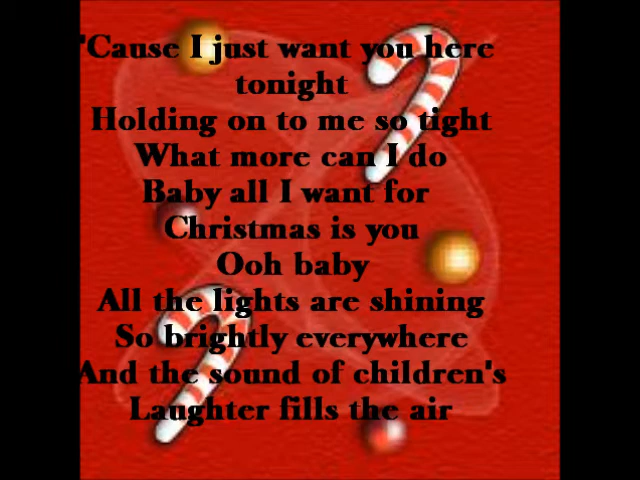 'Cause I just want you here
tonight
Holding on to me so tight
What more can I do
Baby all I want for
Christmas is you
Ooh baby
All the lights are shining
So brightly everywhere
And the sound of children's
Laughter fills the air